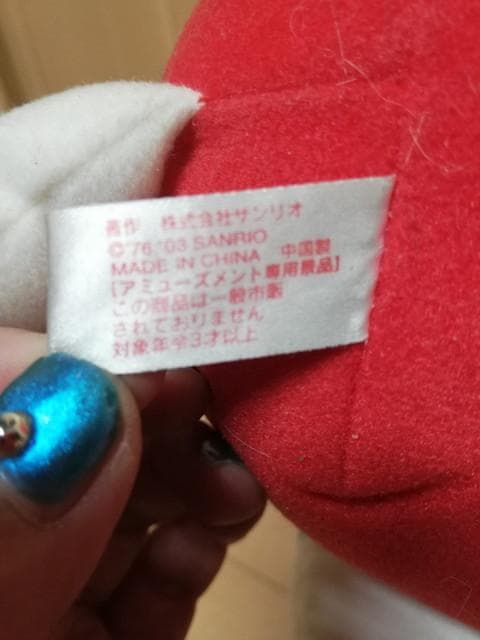 著作 株式会社サンリオ
©'76 '03 SANRIO
MADE IN CHINA 中国製
[アミューズメント専用景品]
この商品は一般市販
されておりません
対象年令3才以上